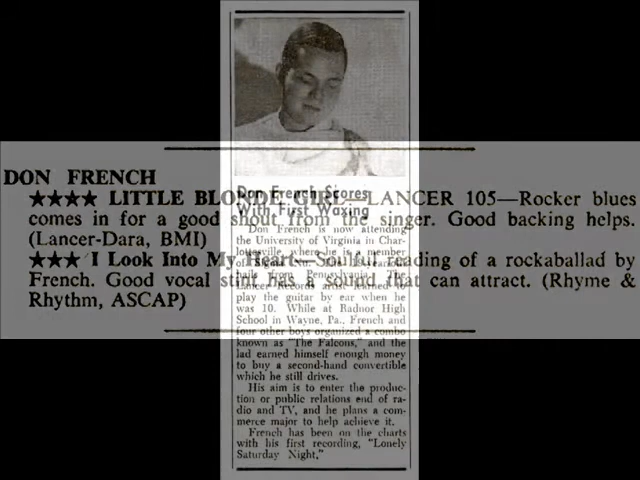 DON FRENCH
★★★★ LITTLE BLONDE GIRL—LANCER 105—Rocker blues
comes in for a good shout from the singer. Good backing helps.
(Lancer-Dara, BMI)
★★★ I Look Into My Heart—Soulful reading of a rockaballad by
French. Good vocal stint has a sound that can attract. (Rhyme &
Rhythm, ASCAP)
Don French Scores
With First Waxing
Don French is now attending
the University of Virginia in Char-
lottesville, where he is a member
of
hails from Pennsylvania. The
Lancer Records artist learned to
play the guitar by ear when he
was 10. While at Radnor High
School in Wayne, Pa., French and
four other boys organized a combo
known as "The Falcons," and the
lad earned himself enough money
to buy a second-hand convertible
which he still drives.
His aim is to enter the produc-
tion or public relations end of ra-
dio and TV, and he plans a com-
merce major to help achieve it.
French has been on the charts
with his first recording, "Lonely
Saturday Night."